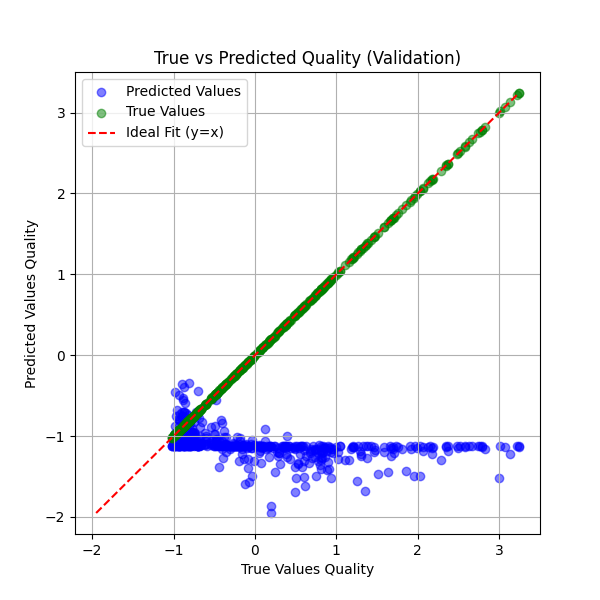 True vs Predicted Quality (Validation)
Predicted Values
True Values
Ideal Fit (y=x)
Predicted Values Quality
3
2
1
0
−1
−2
−2 −1 0 1 2 3
True Values Quality